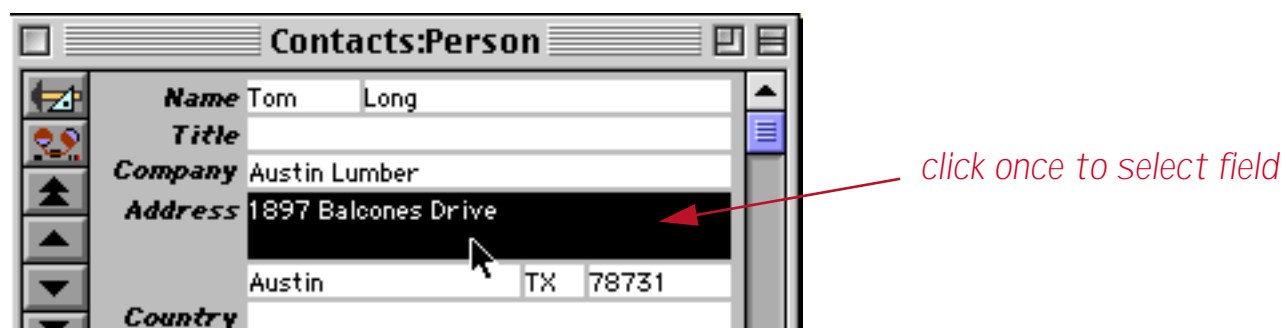 Contacts:Person
Name Tom Long
Title
Company Austin Lumber
click once to select field
Address 1897 Balcones Drive
Austin TX 78731
Country